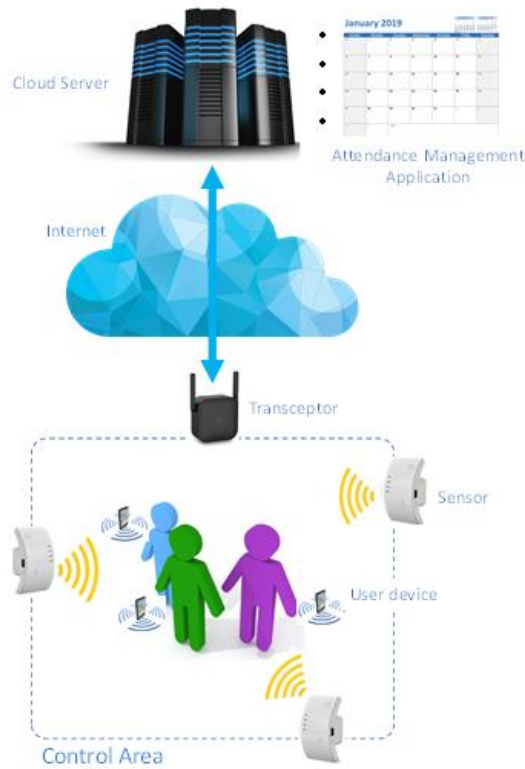 January 2019
Cloud Server
Attendance Management
Application
Internet
Transceptor
Sensor
User device
Control Area